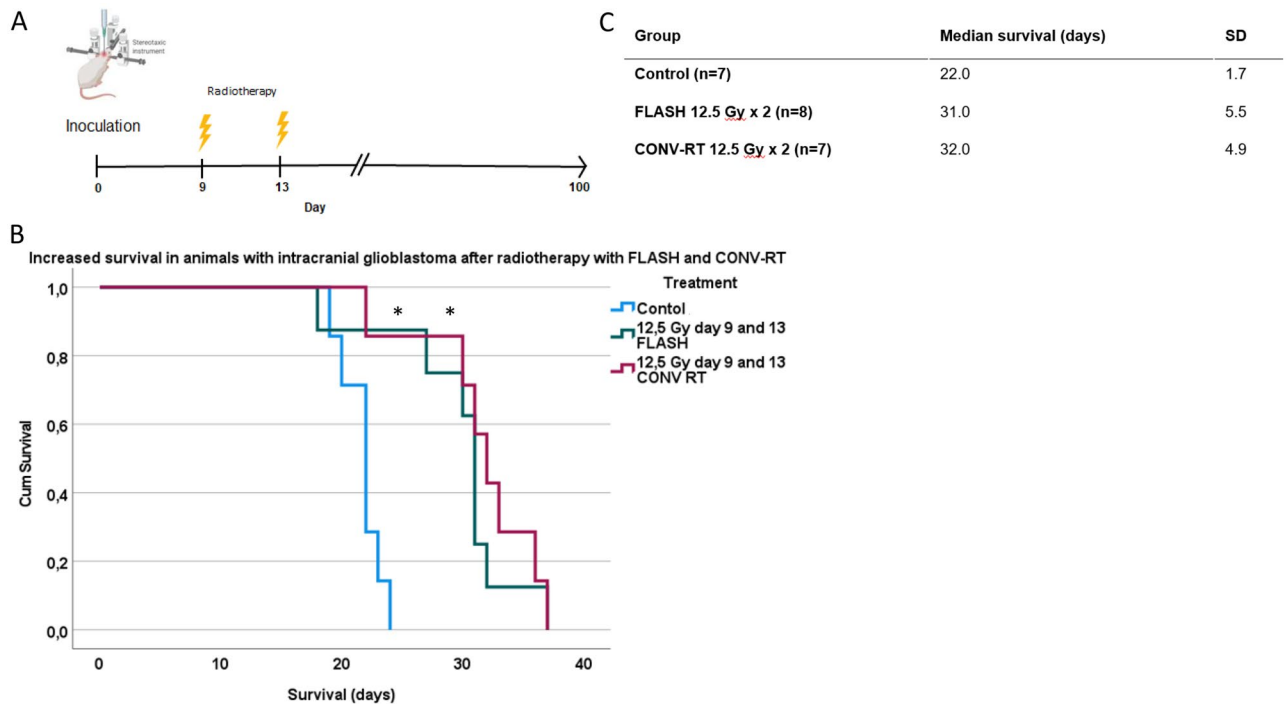 A
Stereotaxic
instrument
Radiotherapy
Inoculation
0 9 13 100
Day
B
Increased survival in animals with intracranial glioblastoma after radiotherapy with FLASH and CONV-RT
Treatment
Contol
12,5 Gy day 9 and 13
FLASH
12,5 Gy day 9 and 13
CONV RT
* *
1,0
0,8
0,6
0,4
0,2
0,0
Cum Survival
0 10 20 30 40
Survival (days)
C
Group Median survival (days) SD
Control (n=7) 22.0 1.7
FLASH 12.5 Gy x 2 (n=8) 31.0 5.5
CONV-RT 12.5 Gy x 2 (n=7) 32.0 4.9